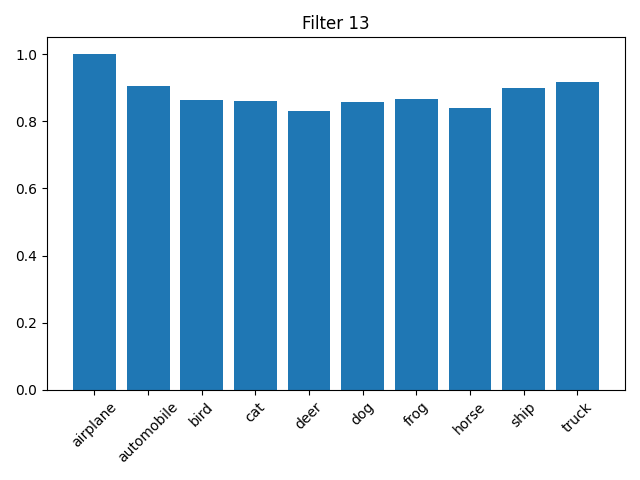 Filter 13
1.0
0.8
0.6
0.4
0.2
0.0
airplane
automobile
bird
cat
deer
dog
frog
horse
ship
truck